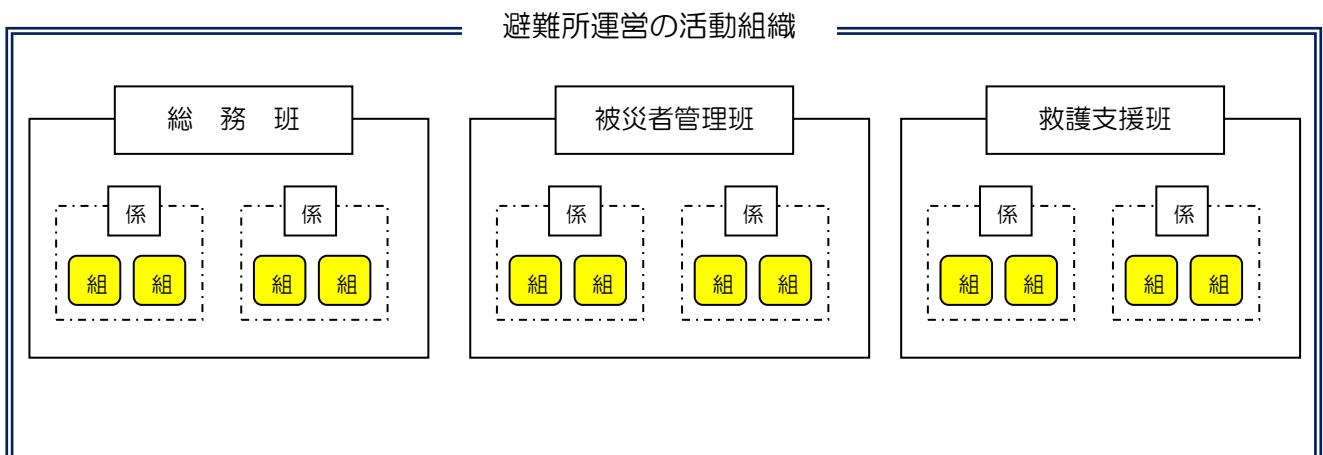 避難所運営の活動組織
総　務　班　被災者管理班　救護支援班
係　係　係　係　係　係
組　組　組　組　組　組　組　組　組　組　組　組